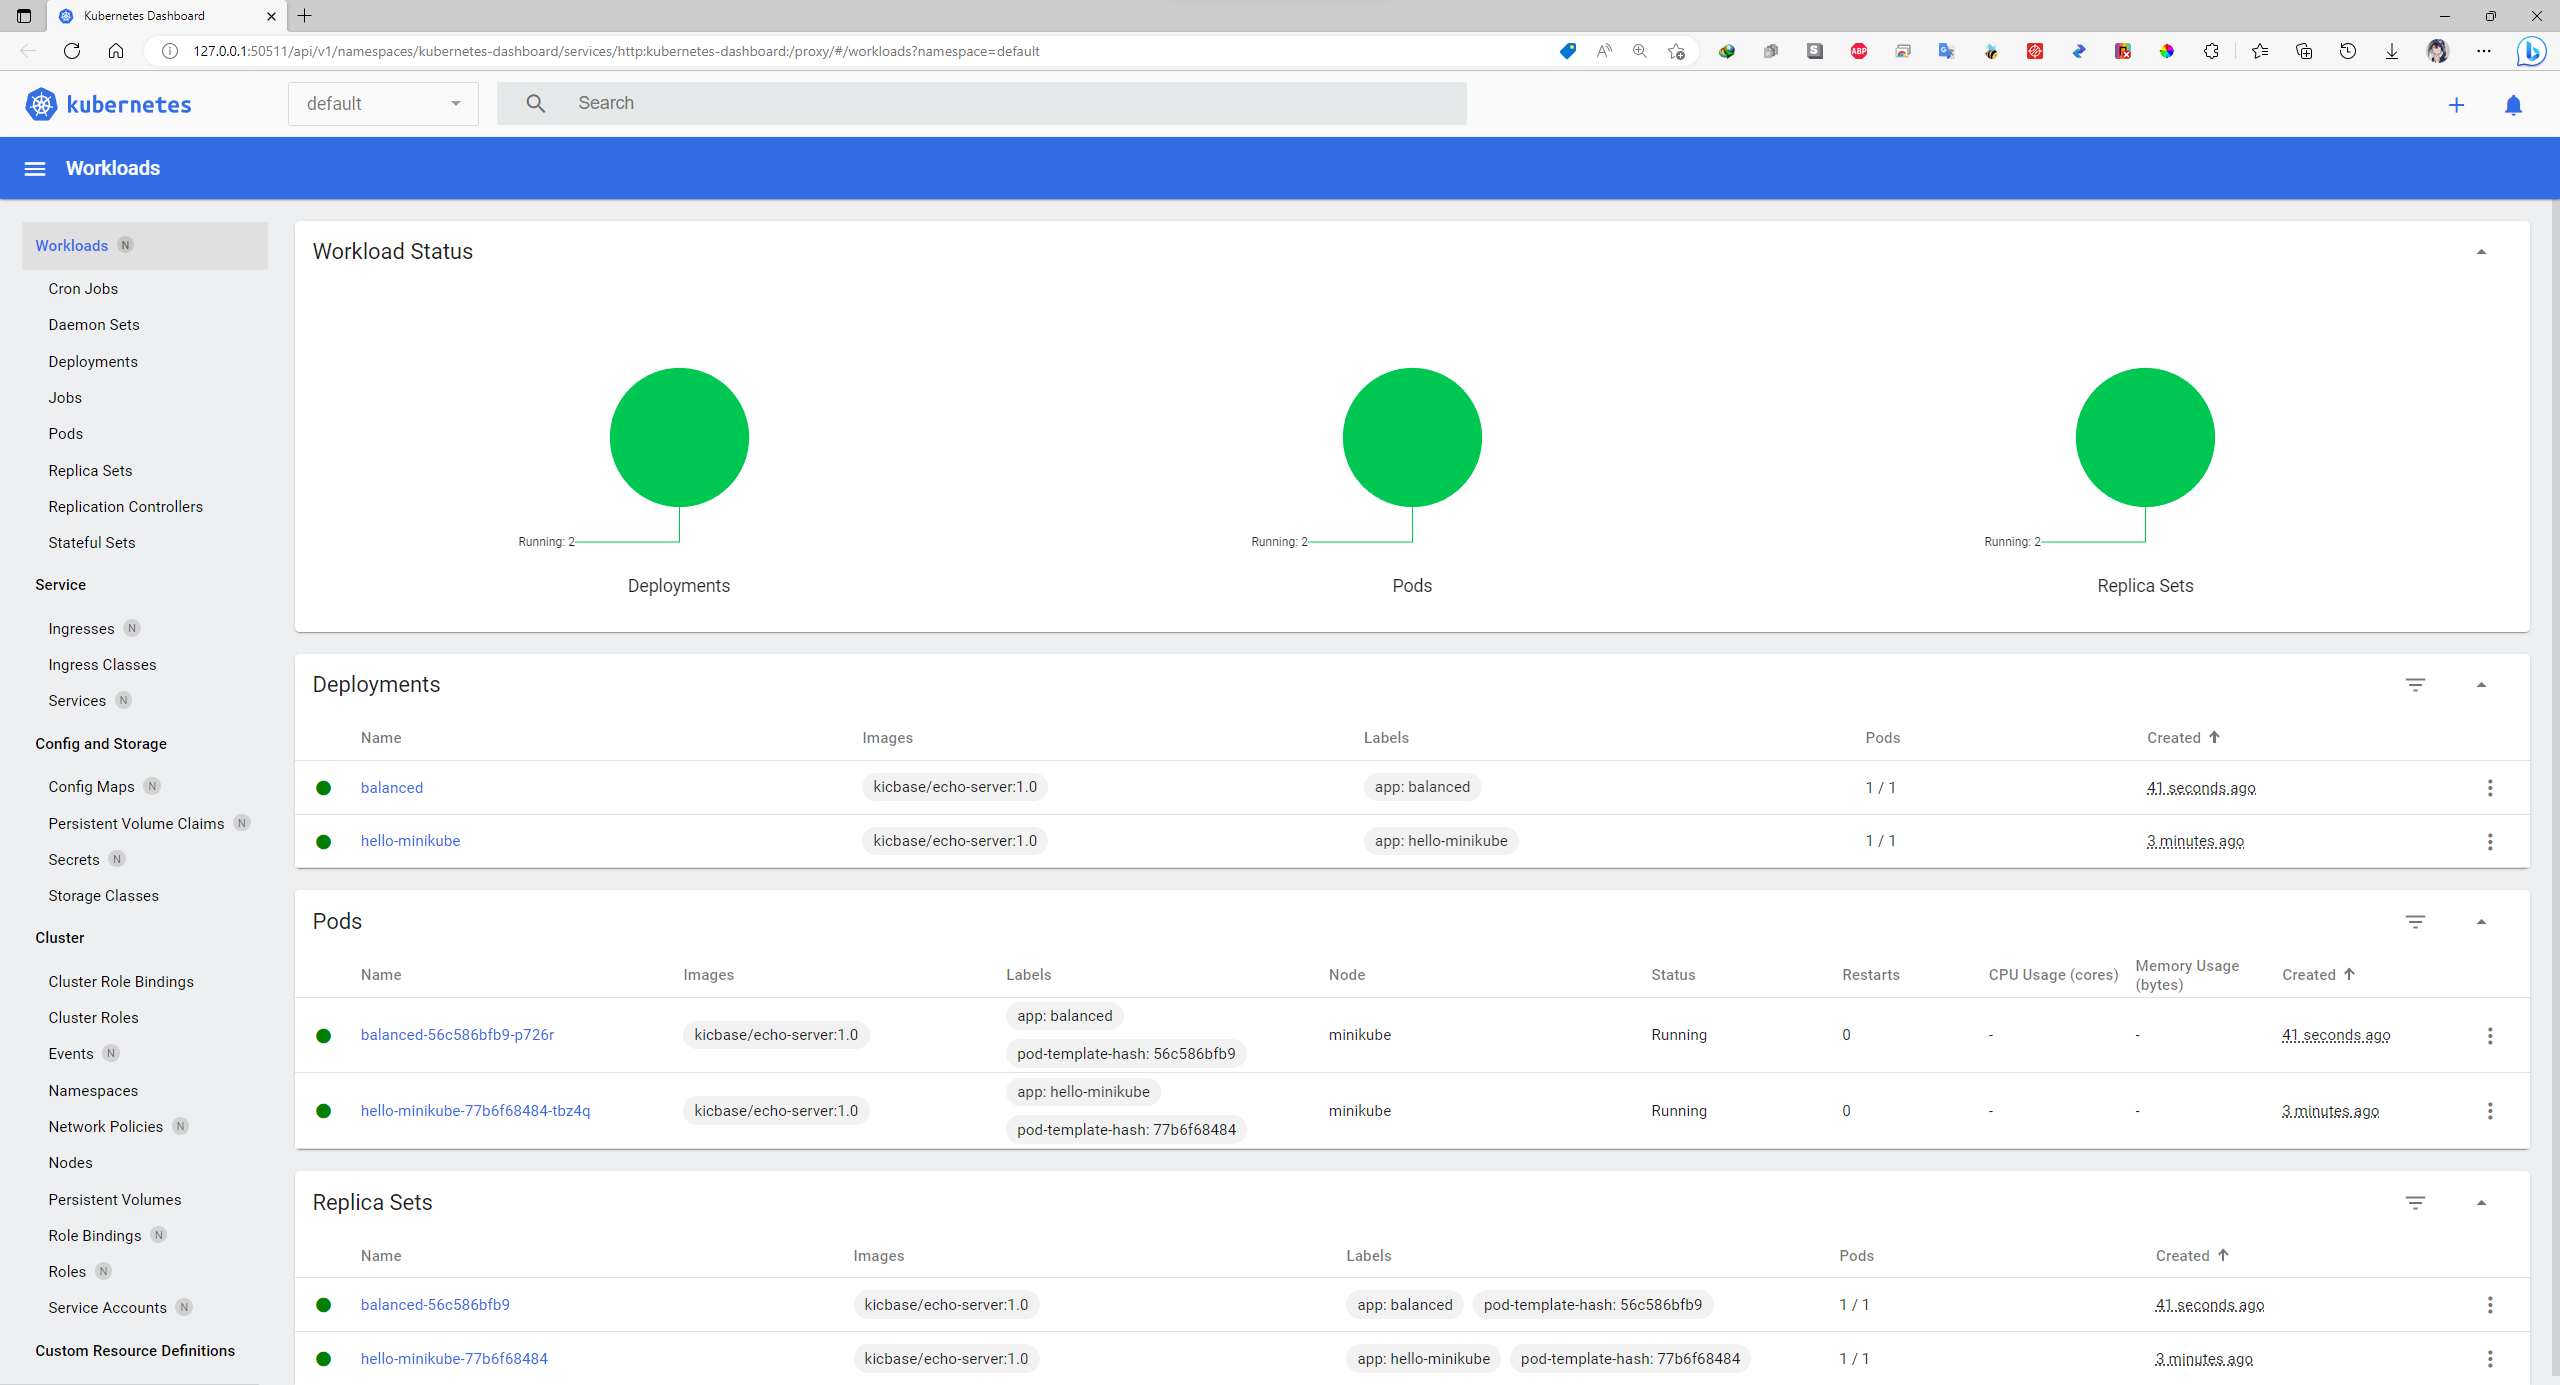 Kubernetes Dashboard
127.0.0.1:50511/api/v1/namespaces/kubernetes-dashboard/services/http:kubernetes-dashboard:/proxy/#/workloads?namespace=default
kubernetes
default
Search
Workloads
Workloads N
Cron Jobs
Daemon Sets
Deployments
Jobs
Pods
Replica Sets
Replication Controllers
Stateful Sets
Service
Ingresses N
Ingress Classes
Services N
Config and Storage
Config Maps N
Persistent Volume Claims N
Secrets N
Storage Classes
Cluster
Cluster Role Bindings
Cluster Roles
Events N
Namespaces
Network Policies N
Nodes
Persistent Volumes
Role Bindings N
Roles N
Service Accounts N
Custom Resource Definitions
Workload Status
Running: 2
Deployments
Running: 2
Pods
Running: 2
Replica Sets
Deployments
Name Images Labels Pods Created
balanced kicbase/echo-server:1.0 app: balanced 1 / 1 41 seconds ago
hello-minikube kicbase/echo-server:1.0 app: hello-minikube 1 / 1 3 minutes ago
Pods
Name Images Labels Node Status Restarts CPU Usage (cores) Memory Usage (bytes) Created
balanced-56c586bfb9-p726r kicbase/echo-server:1.0 app: balanced minikube Running 0 - - 41 seconds ago
pod-template-hash: 56c586bfb9
hello-minikube-77b6f68484-tbz4q kicbase/echo-server:1.0 app: hello-minikube minikube Running 0 - - 3 minutes ago
pod-template-hash: 77b6f68484
Replica Sets
Name Images Labels Pods Created
balanced-56c586bfb9 kicbase/echo-server:1.0 app: balanced pod-template-hash: 56c586bfb9 1 / 1 41 seconds ago
hello-minikube-77b6f68484 kicbase/echo-server:1.0 app: hello-minikube pod-template-hash: 77b6f68484 1 / 1 3 minutes ago